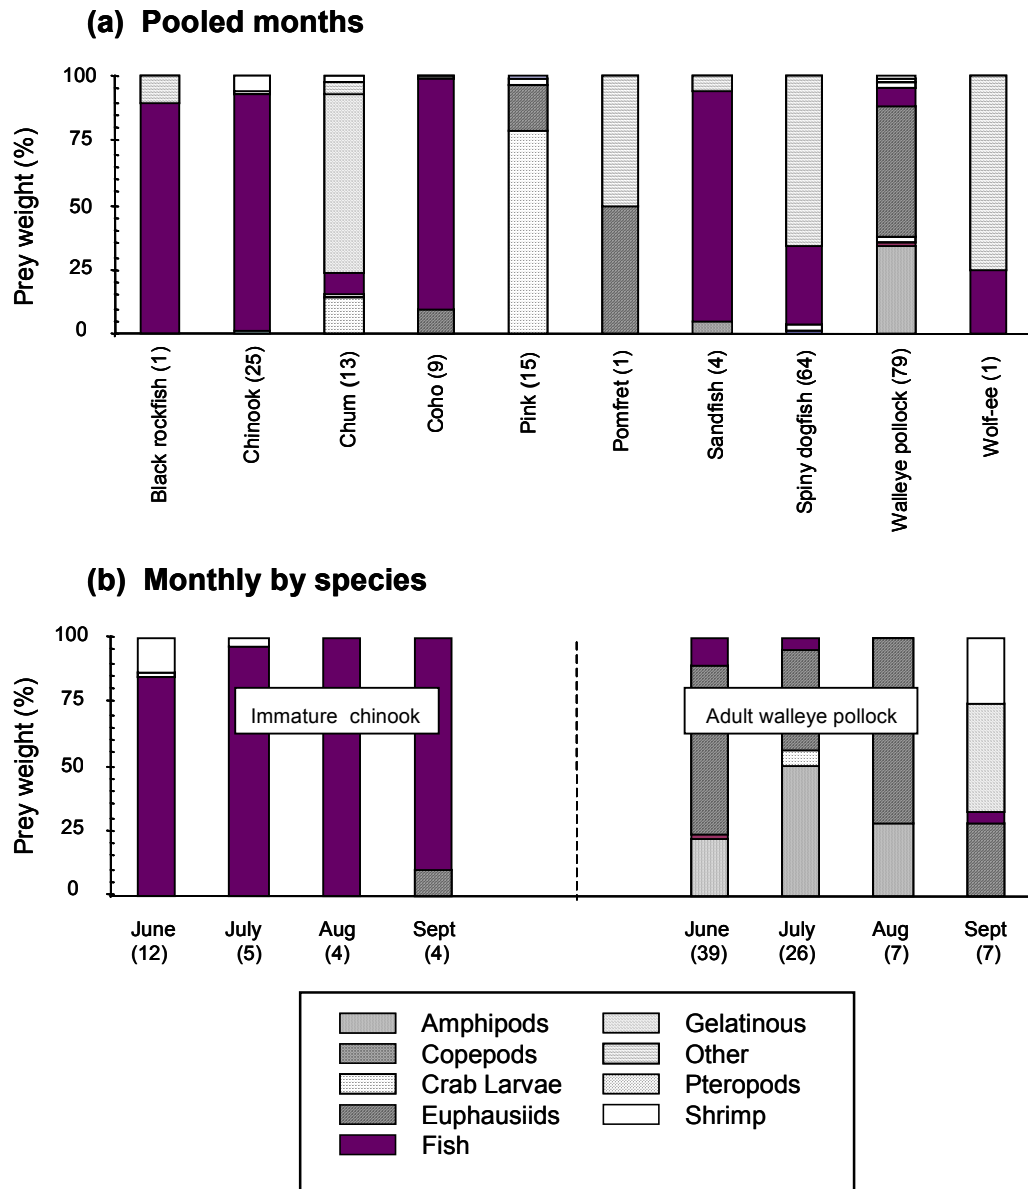 (a) Pooled months
Prey weight (%)
100
75
50
25
0
Black rockfish (1)
Chinook (25)
Chum (13)
Coho (9)
Pink (15)
Pomfret (1)
Sandfish (4)
Spiny dogfish (64)
Walleye pollock (79)
Wolf-ee (1)
(b) Monthly by species
Prey weight (%)
100
75
50
25
0
Immature chinook
Adult walleye pollock
June July Aug Sept June July Aug Sept
(12) (5) (4) (4) (39) (26) (7) (7)
Amphipods
Copepods
Crab Larvae
Euphausiids
Fish
Gelatinous
Other
Pteropods
Shrimp